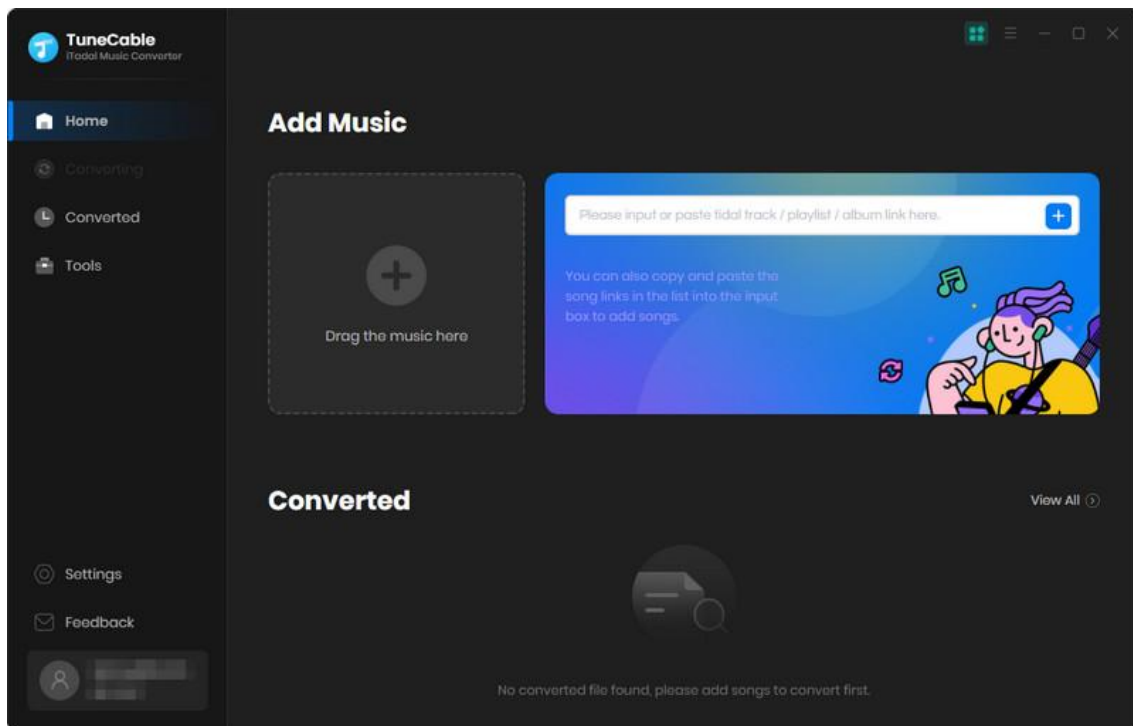 TuneCable
iTadal Music Converter
Home
Converting
Converted
Tools
Settings
Feedback
Add Music
Drag the music here
Please input or paste tidal track / playlist / album link here.
You can also copy and paste the
song links in the list into the input
box to add songs.
Converted
View All
No converted file found, please add songs to convert first.